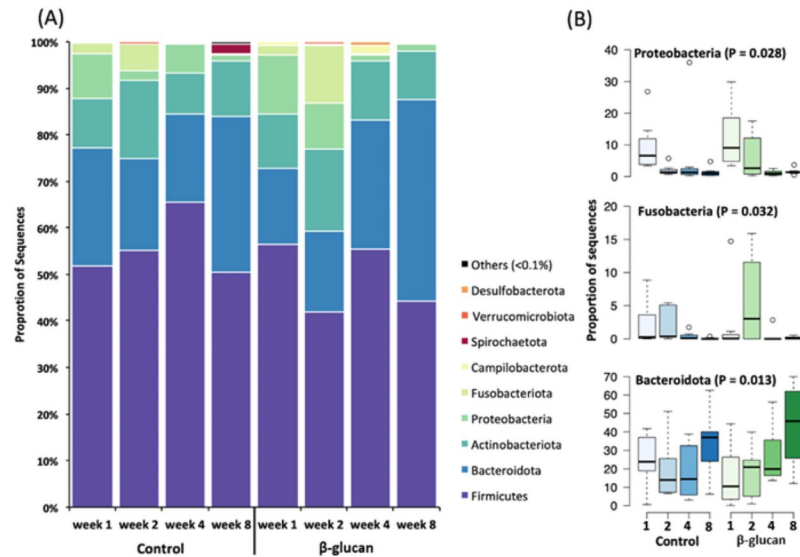 (A)
Proprotion of Sequences
100%
90%
80%
70%
60%
50%
40%
30%
20%
10%
0%
week 1 week 2 week 4 week 8 week 1 week 2 week 4 week 8
Control β-glucan
Others (<0.1%)
Desulfobacterota
Verrucomicrobiota
Spirochaetota
Campilobacterota
Fusobacteriota
Proteobacteria
Actinobacteriota
Bacteroidota
Firmicutes
(B)
Proportion of sequences
Proteobacteria (P = 0.028)
40
30
20
10
0
Fusobacteria (P = 0.032)
20
15
10
5
0
Bacteroidota (P = 0.013)
70
60
50
40
30
20
10
0
1 2 4 8 1 2 4 8
Control β-glucan